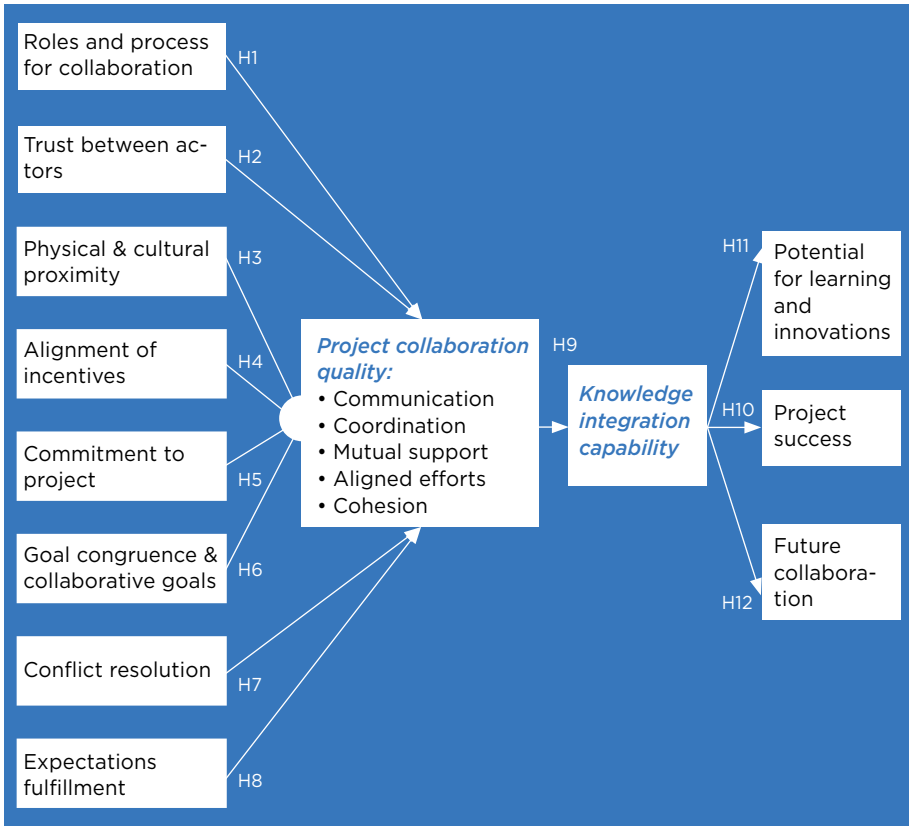 Roles and process
for collaboration
H1
Trust between ac-
tors
H2
Physical & cultural
proximity
H3
Alignment of
incentives
H4
Commitment to
project
H5
Goal congruence &
collaborative goals
H6
Conflict resolution
H7
Expectations
fulfillment
H8
Project collaboration
quality:
• Communication
• Coordination
• Mutual support
• Aligned efforts
• Cohesion
H9
Knowledge
integration
capability
H11
Potential
for learning
and
innovations
H10
Project
success
H12
Future
collabora-
tion